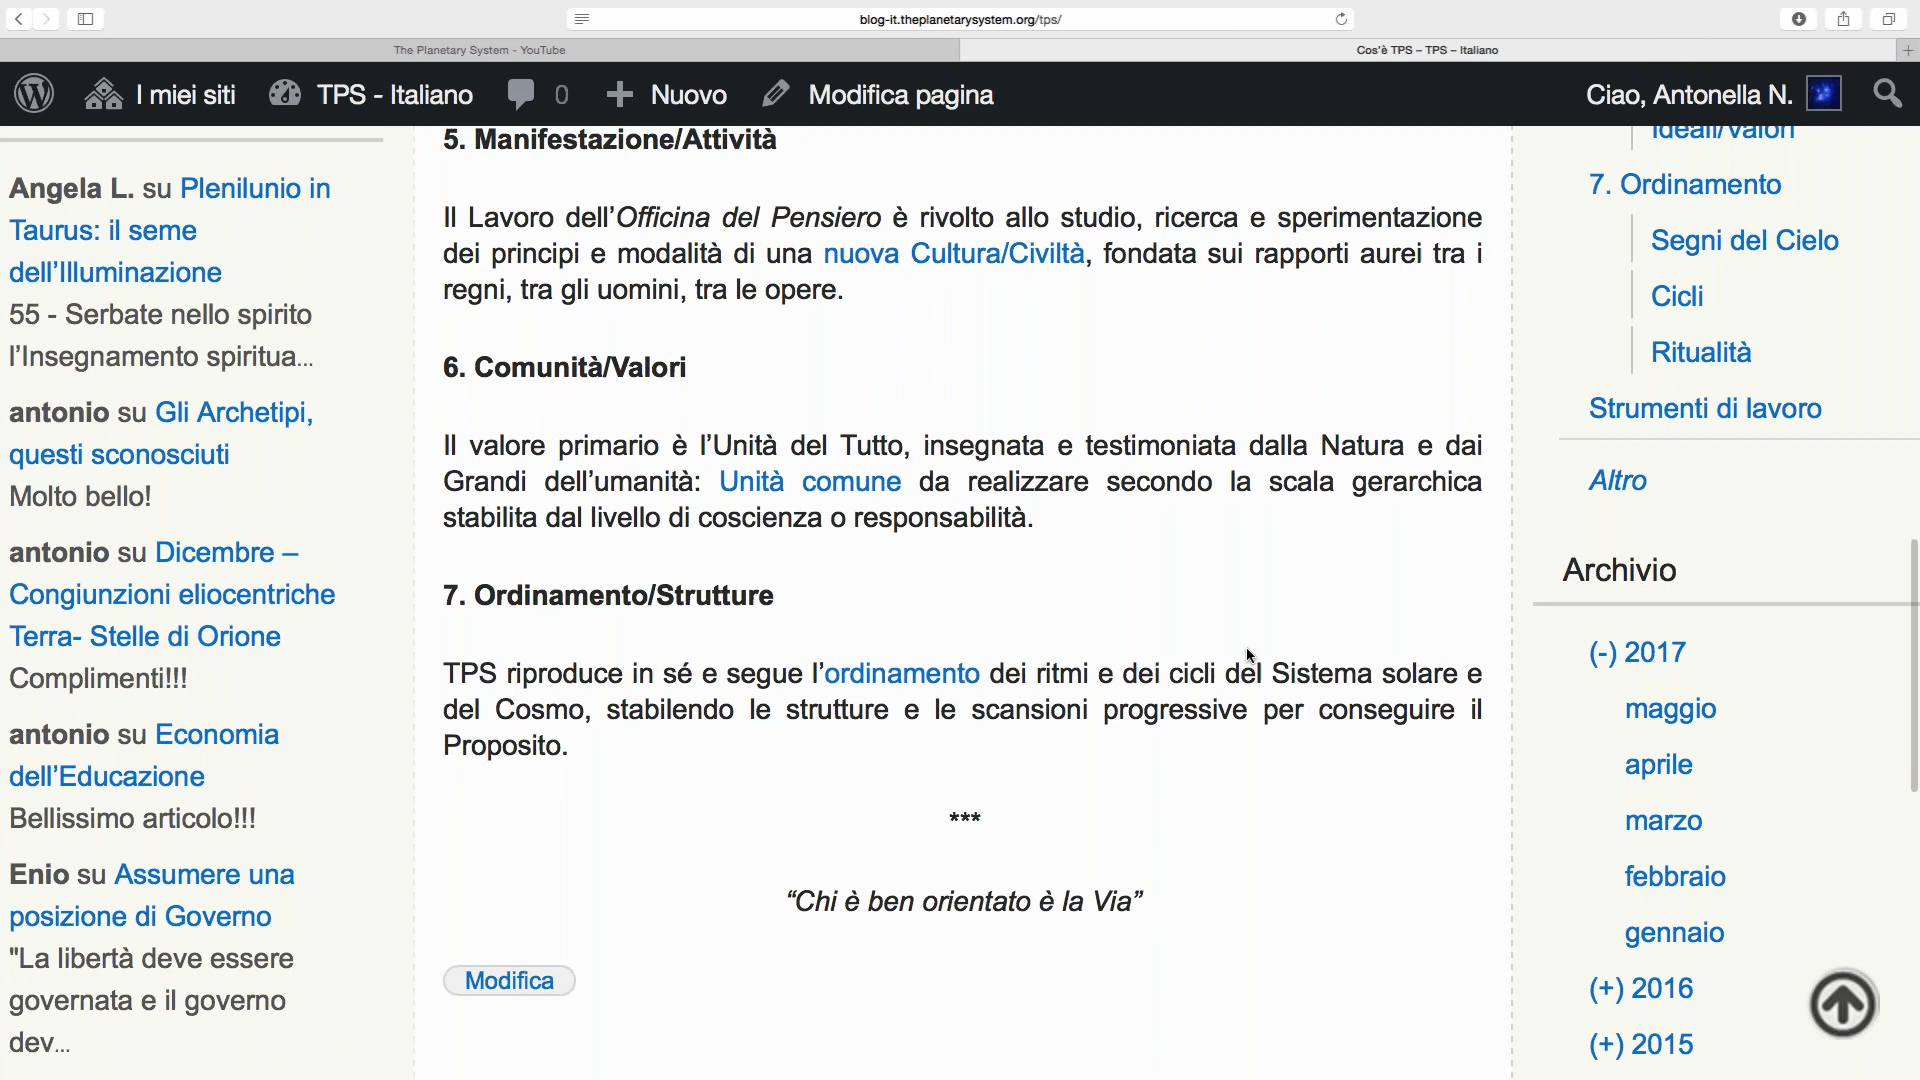 blog-it.theplanetarysystem.org/tps/
The Planetary System - YouTube
Cos'è TPS – TPS – Italiano
I miei siti
TPS - Italiano
0
Nuovo
Modifica pagina
Ciao, Antonella N.
Angela L. su Plenilunio in
Taurus: il seme
dell'Illuminazione
55 - Serbate nello spirito
l'Insegnamento spiritua...
antonio su Gli Archetipi,
questi sconosciuti
Molto bello!
antonio su Dicembre –
Congiunzioni eliocentriche
Terra- Stelle di Orione
Complimenti!!!
antonio su Economia
dell'Educazione
Bellissimo articolo!!!
Enio su Assumere una
posizione di Governo
"La libertà deve essere
governata e il governo
dev...
5. Manifestazione/Attività
Il Lavoro dell'Officina del Pensiero è rivolto allo studio, ricerca e sperimentazione
dei principi e modalità di una nuova Cultura/Civiltà, fondata sui rapporti aurei tra i
regni, tra gli uomini, tra le opere.
6. Comunità/Valori
Il valore primario è l'Unità del Tutto, insegnata e testimoniata dalla Natura e dai
Grandi dell'umanità: Unità comune da realizzare secondo la scala gerarchica
stabilita dal livello di coscienza o responsabilità.
7. Ordinamento/Strutture
TPS riproduce in sé e segue l'ordinamento dei ritmi e dei cicli del Sistema solare e
del Cosmo, stabilendo le strutture e le scansioni progressive per conseguire il
Proposito.
***
“Chi è ben orientato è la Via”
Modifica
Ideali/Valori
7. Ordinamento
Segni del Cielo
Cicli
Ritualità
Strumenti di lavoro
Altro
Archivio
(-) 2017
maggio
aprile
marzo
febbraio
gennaio
(+) 2016
(+) 2015